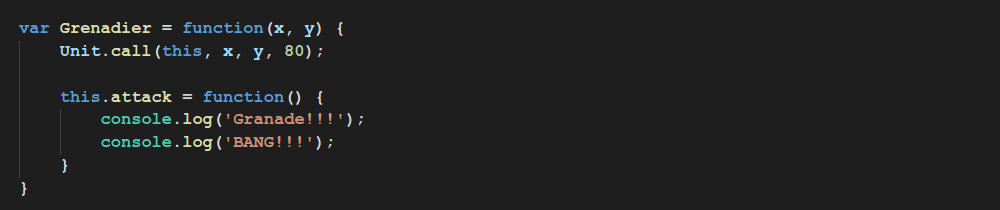 var Grenadier = function(x, y) {
Unit.call(this, x, y, 80);
this.attack = function() {
console.log('Granade!!!');
console.log('BANG!!!');
}
}